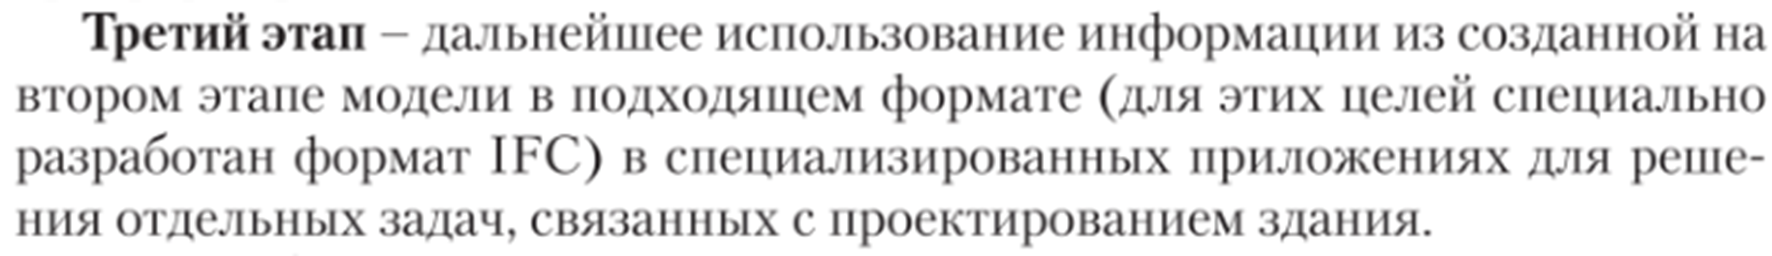 Третий этап – дальнейшее использование информации из созданной на
втором этапе модели в подходящем формате (для этих целей специально
разработан формат IFC) в специализированных приложениях для реше-
ния отдельных задач, связанных с проектированием здания.